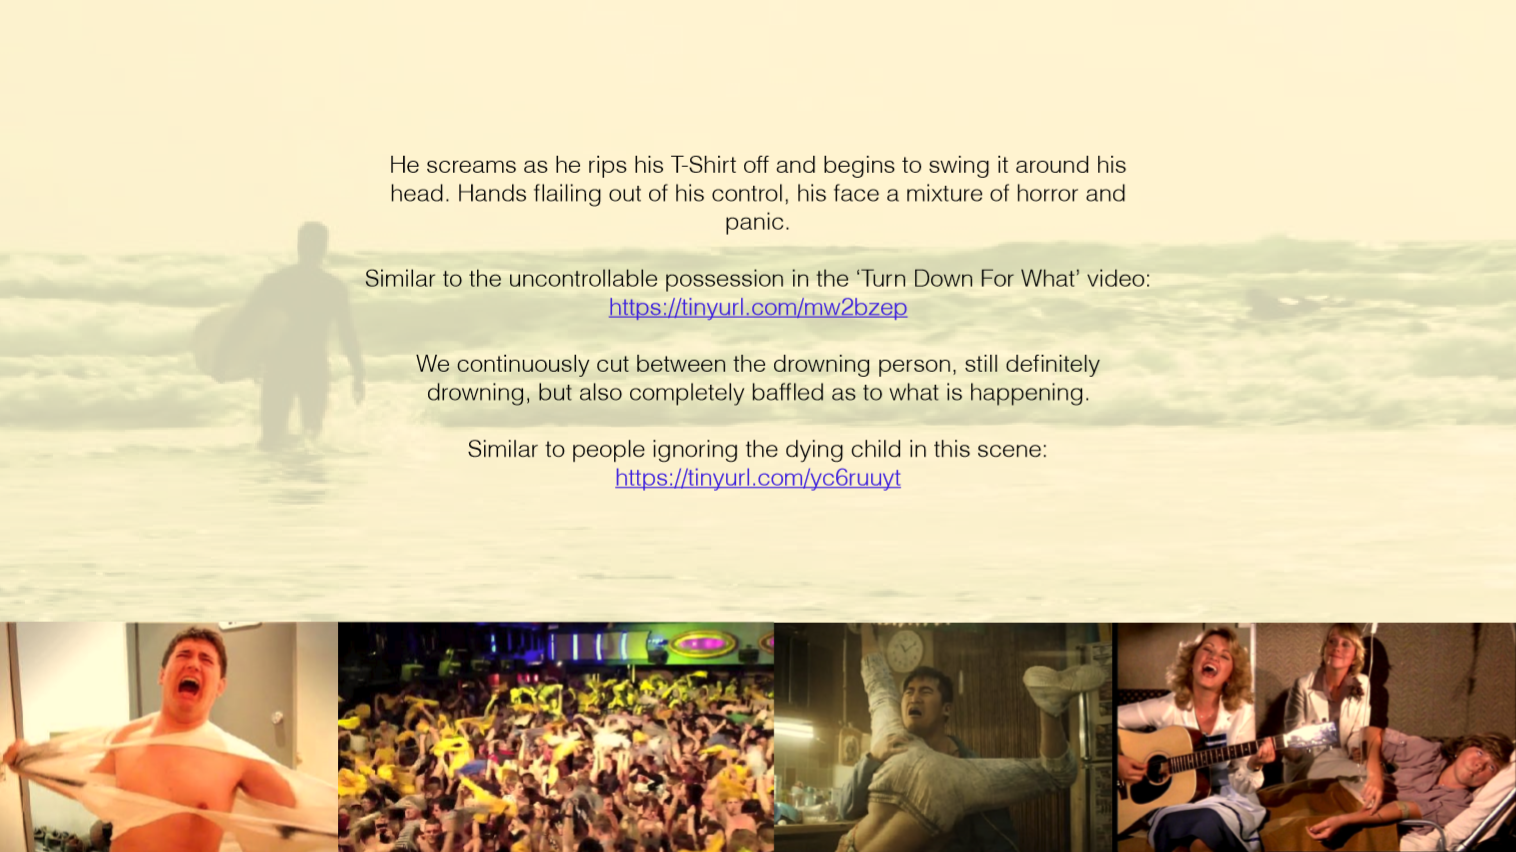 He screams as he rips his T-Shirt off and begins to swing it around his
head. Hands flailing out of his control, his face a mixture of horror and
panic.
Similar to the uncontrollable possession in the ‘Turn Down For What’ video:
https://tinyurl.com/mw2bzep
We continuously cut between the drowning person, still definitely
drowning, but also completely baffled as to what is happening.
Similar to people ignoring the dying child in this scene:
https://tinyurl.com/yc6ruuyt